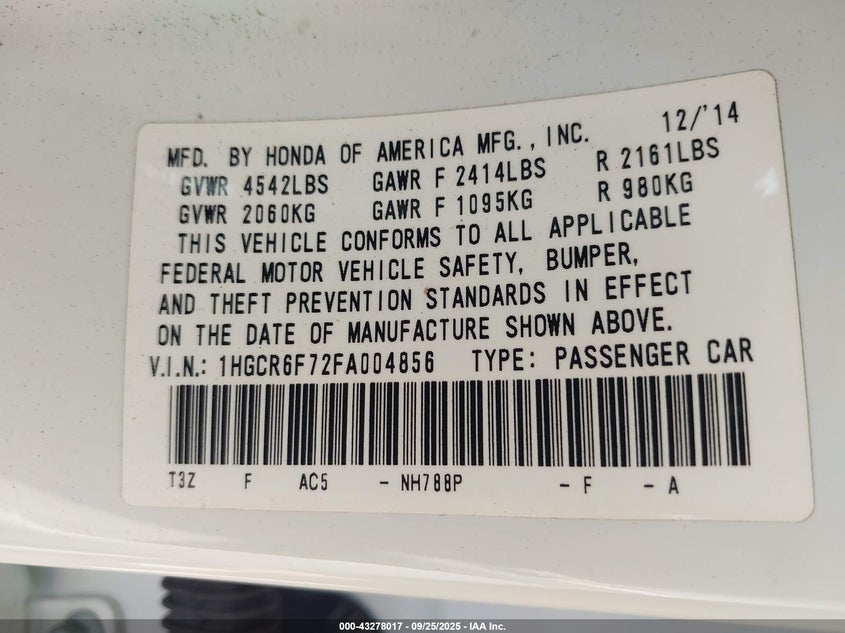 12/'14
MFD. BY HONDA OF AMERICA MFG., INC.
GVWR 4542LBS GAWR F 2414LBS R 2161LBS
GVWR 2060KG GAWR F 1095KG R 980KG
THIS VEHICLE CONFORMS TO ALL APPLICABLE
FEDERAL MOTOR VEHICLE SAFETY, BUMPER,
AND THEFT PREVENTION STANDARDS IN EFFECT
ON THE DATE OF MANUFACTURE SHOWN ABOVE.
V.I.N.: 1HGCR6F72FA004856 TYPE: PASSENGER CAR
T3Z F AC5 - NH788P - F - A
000-43278017 - 09/25/2025 - IAA Inc.